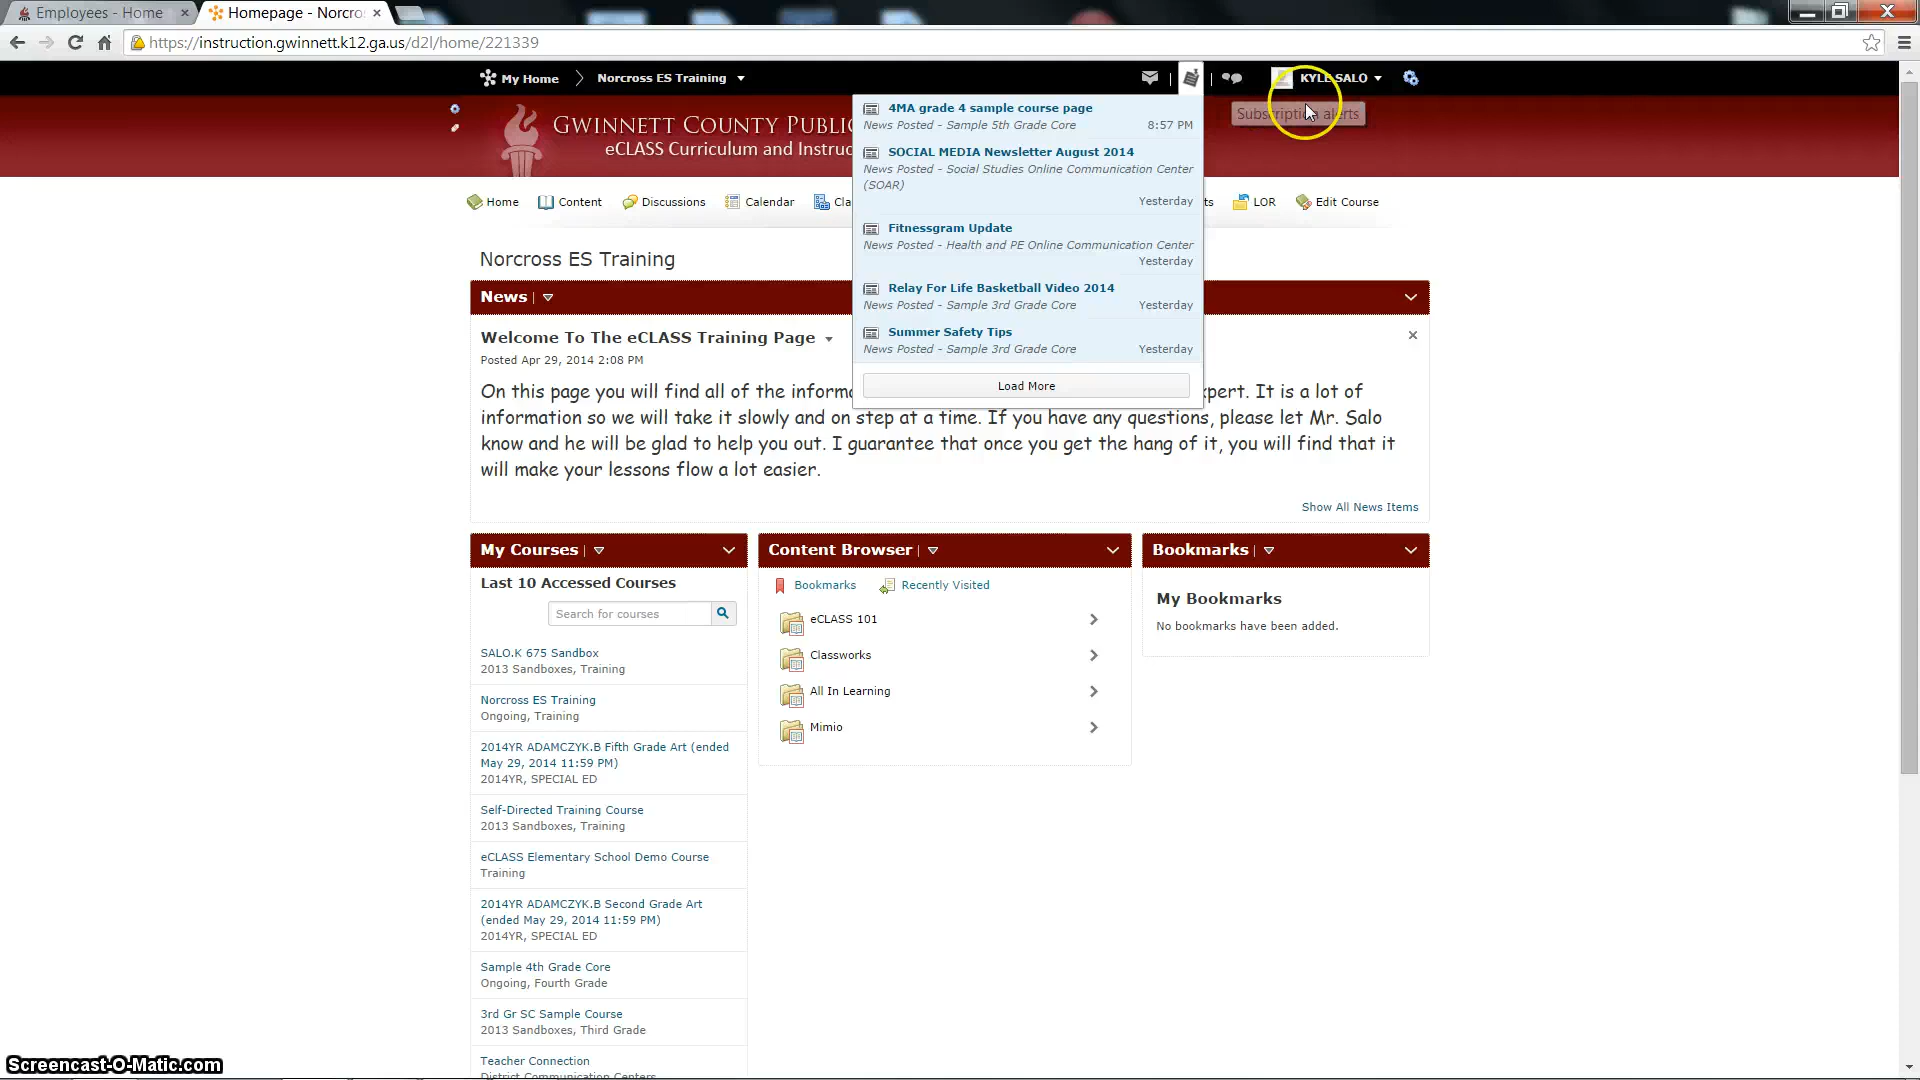 Employees - Home
Homepage - Norcro
https://instruction.gwinnett.k12.ga.us/d2l/home/221339
My Home
Norcross ES Training
KYLE SALO
Subscription alerts
GWINNETT COUNTY PUBLI
eCLASS Curriculum and Instruc
4MA grade 4 sample course page
News Posted - Sample 5th Grade Core 8:57 PM
SOCIAL MEDIA Newsletter August 2014
News Posted - Social Studies Online Communication Center
(SOAR)
Yesterday
Fitnessgram Update
News Posted - Health and PE Online Communication Center
Yesterday
Relay For Life Basketball Video 2014
News Posted - Sample 3rd Grade Core Yesterday
Summer Safety Tips
News Posted - Sample 3rd Grade Core Yesterday
Load More
Home Content Discussions Calendar Cla ts LOR Edit Course
Norcross ES Training
News
Welcome To The eCLASS Training Page
Posted Apr 29, 2014 2:08 PM
On this page you will find all of the informa xpert. It is a lot of
information so we will take it slowly and on step at a time. If you have any questions, please let Mr. Salo
know and he will be glad to help you out. I guarantee that once you get the hang of it, you will find that it
will make your lessons flow a lot easier.
Show All News Items
My Courses
Last 10 Accessed Courses
Search for courses
SALO.K 675 Sandbox
2013 Sandboxes, Training
Norcross ES Training
Ongoing, Training
2014YR ADAMCZYK.B Fifth Grade Art (ended
May 29, 2014 11:59 PM)
2014YR, SPECIAL ED
Self-Directed Training Course
2013 Sandboxes, Training
eCLASS Elementary School Demo Course
Training
2014YR ADAMCZYK.B Second Grade Art
(ended May 29, 2014 11:59 PM)
2014YR, SPECIAL ED
Sample 4th Grade Core
Ongoing, Fourth Grade
3rd Gr SC Sample Course
2013 Sandboxes, Third Grade
Teacher Connection
District Communication Centers
Content Browser
Bookmarks Recently Visited
eCLASS 101
Classworks
All In Learning
Mimio
Bookmarks
My Bookmarks
No bookmarks have been added.
Screencast-O-Matic.com